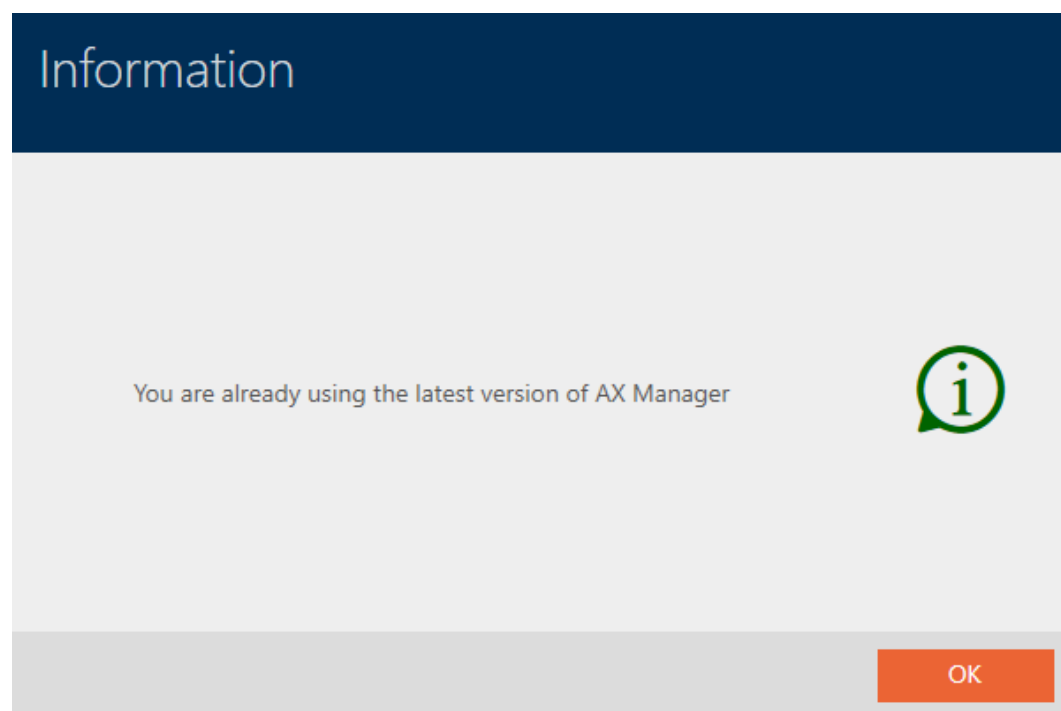 Information
You are already using the latest version of AX Manager
i
OK